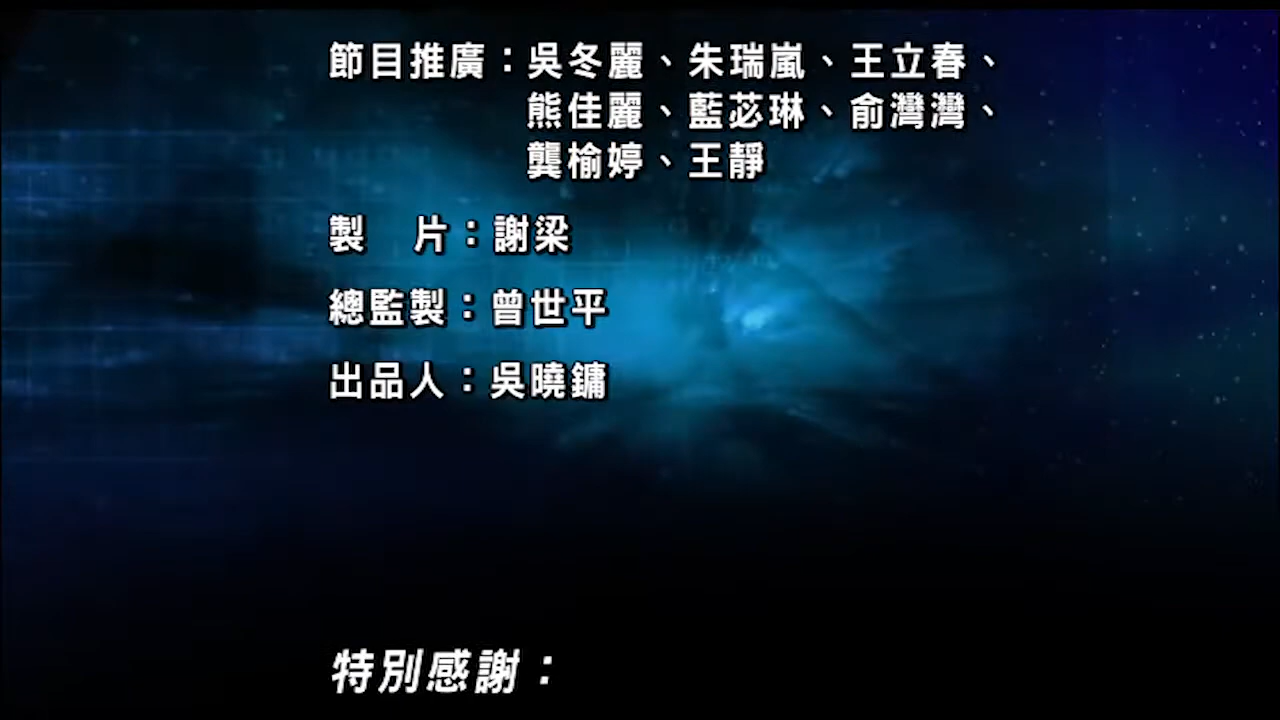 節目推廣：吳冬麗、朱瑞嵐、王立春、
熊佳麗、藍苾琳、俞灣灣、
龔榆婷、王靜
製　片：謝梁
總監製：曾世平
出品人：吳曉鏞
特別感謝：